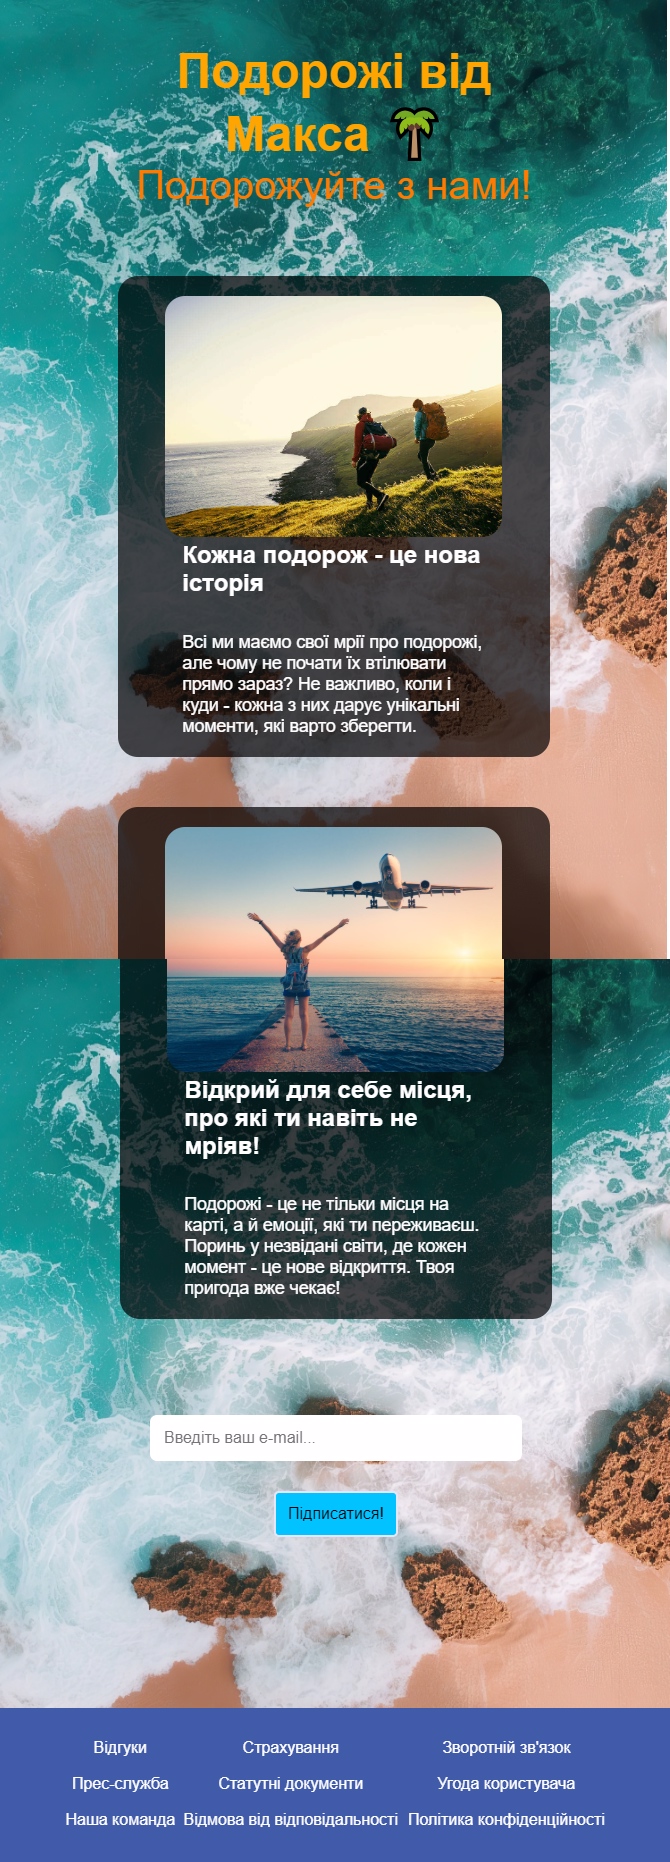 Подорожі від
Макса 🌴
Подорожуйте з нами!
Кожна подорож - це нова
історія
Всі ми маємо свої мрії про подорожі,
але чому не почати їх втілювати
прямо зараз? Не важливо, коли і
куди - кожна з них дарує унікальні
моменти, які варто зберегти.
Відкрий для себе місця,
про які ти навіть не
мріяв!
Подорожі - це не тільки місця на
карті, а й емоції, які ти переживаєш.
Поринь у незвідані світи, де кожен
момент - це нове відкриття. Твоя
пригода вже чекає!
Введіть ваш e-mail...
Підписатися!
Відгуки Страхування Зворотній зв'язок
Прес-служба Статутні документи Угода користувача
Наша команда Відмова від відповідальності Політика конфіденційності